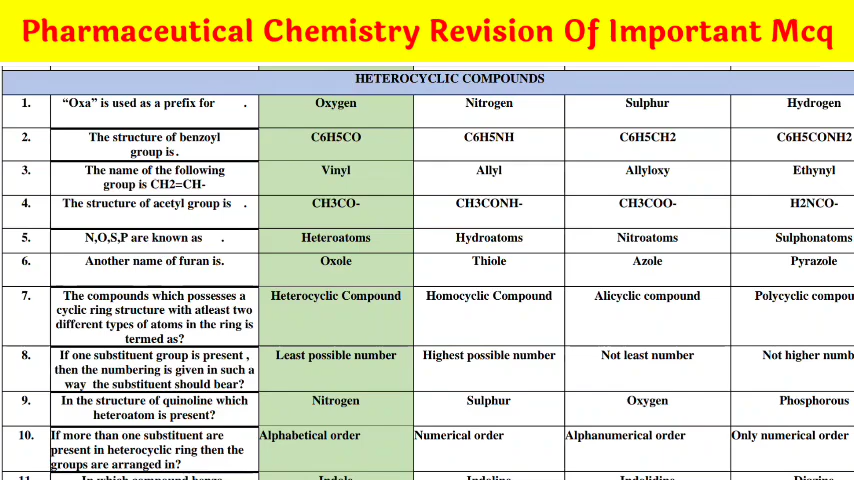 Pharmaceutical Chemistry Revision Of Important Mcq
HETEROCYCLIC COMPOUNDS
1. "Oxa" is used as a prefix for . Oxygen Nitrogen Sulphur Hydrogen
2. The structure of benzoyl group is. C6H5CO C6H5NH C6H5CH2 C6H5CONH2
3. The name of the following group is CH2=CH- Vinyl Allyl Allyloxy Ethynyl
4. The structure of acetyl group is . CH3CO- CH3CONH- CH3COO- H2NCO-
5. N,O,S,P are known as . Heteroatoms Hydroatoms Nitroatoms Sulphonatoms
6. Another name of furan is. Oxole Thiole Azole Pyrazole
7. The compounds which possesses a cyclic ring structure with atleast two different types of atoms in the ring is termed as? Heterocyclic Compound Homocyclic Compound Alicyclic compound Polycyclic compou
8. If one substituent group is present , then the numbering is given in such a way the substituent should bear? Least possible number Highest possible number Not least number Not higher numb
9. In the structure of quinoline which heteroatom is present? Nitrogen Sulphur Oxygen Phosphorous
10. If more than one substituent are present in heterocyclic ring then the groups are arranged in? Alphabetical order Numerical order Alphanumerical order Only numerical order